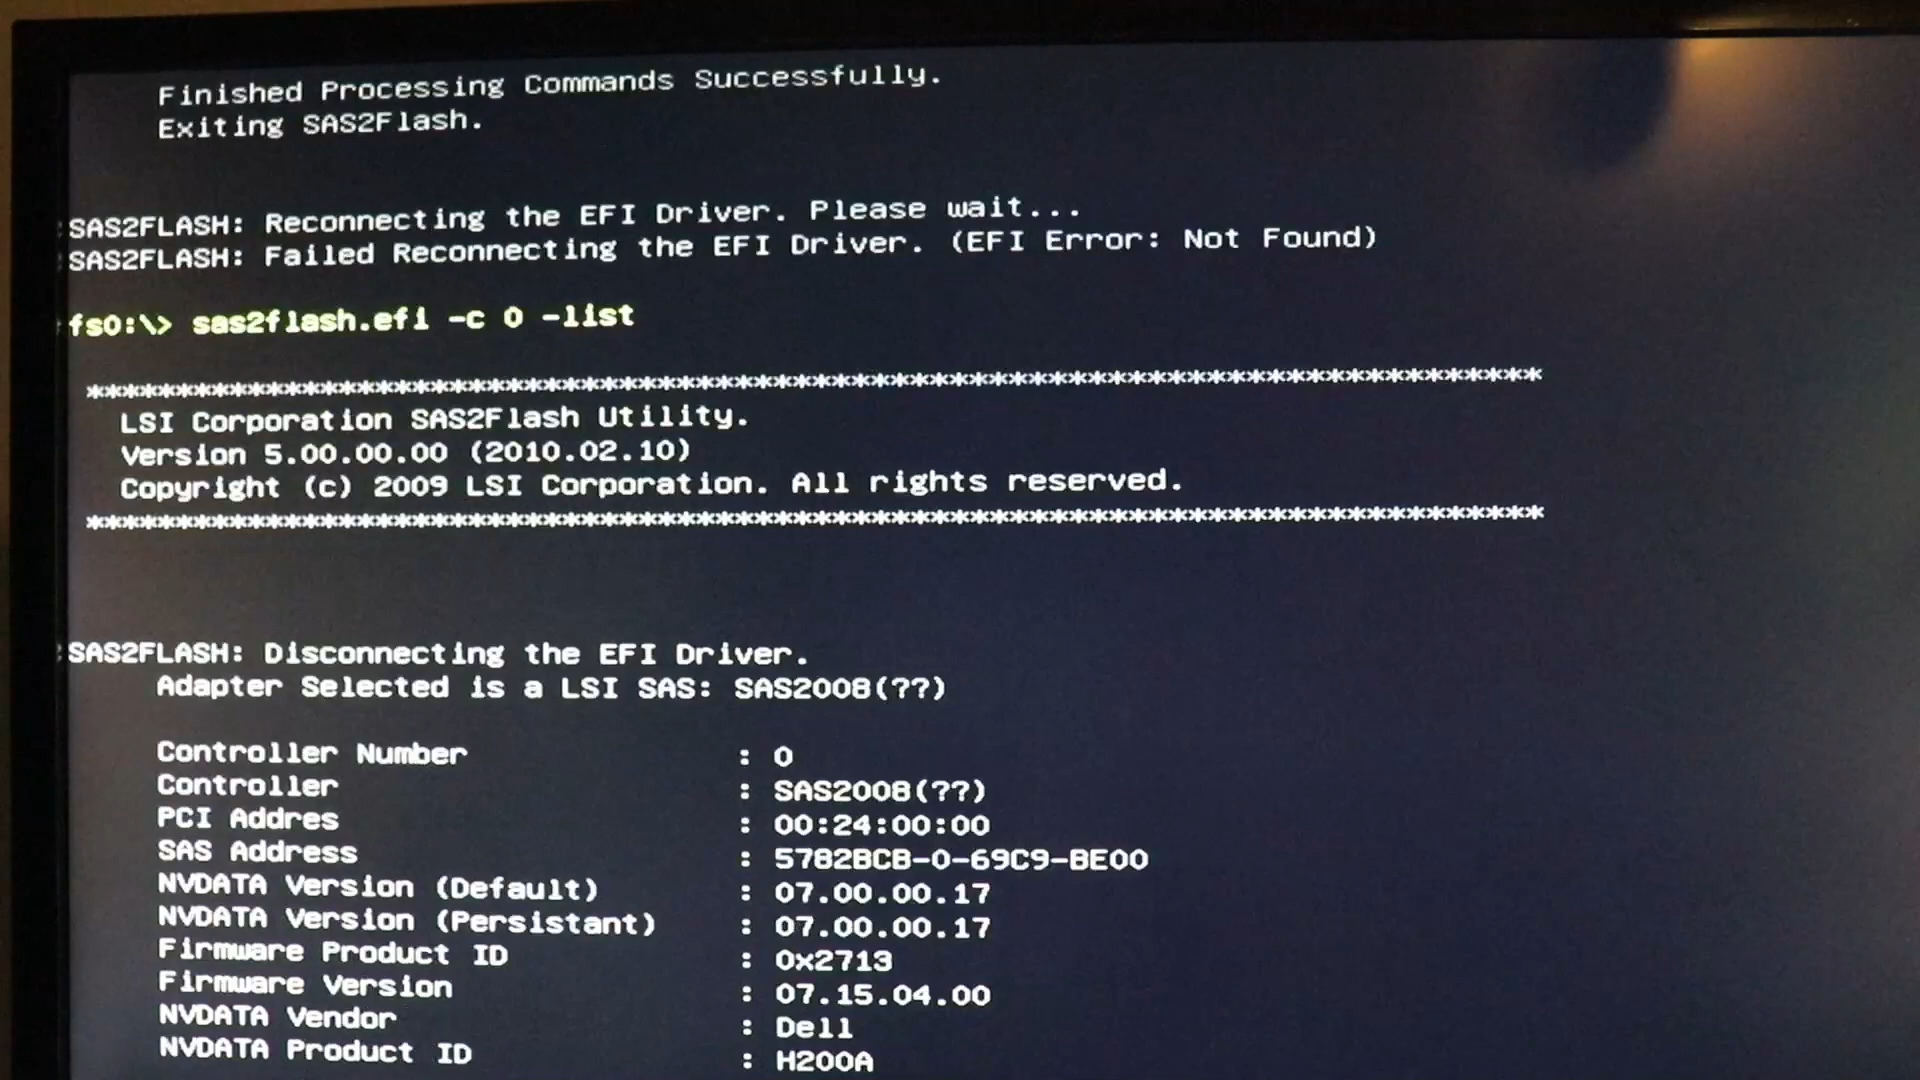 Finished Processing Commands Successfully.
Exiting SAS2Flash.
SAS2FLASH: Reconnecting the EFI Driver. Please wait...
SAS2FLASH: Failed Reconnecting the EFI Driver. (EFI Error: Not Found)
fs0:\> sas2flash.efi -c 0 -list
*********************************************************************************
LSI Corporation SAS2Flash Utility.
Version 5.00.00.00 (2010.02.10)
Copyright (c) 2009 LSI Corporation. All rights reserved.
*********************************************************************************
SAS2FLASH: Disconnecting the EFI Driver.
Adapter Selected is a LSI SAS: SAS2008(??)
Controller Number : 0
Controller : SAS2008(??)
PCI Addres : 00:24:00:00
SAS Address : 5782BCB-0-69C9-BE00
NVDATA Version (Default) : 07.00.00.17
NVDATA Version (Persistant) : 07.00.00.17
Firmware Product ID : 0x2713
Firmware Version : 07.15.04.00
NVDATA Vendor : Dell
NVDATA Product ID : H200A